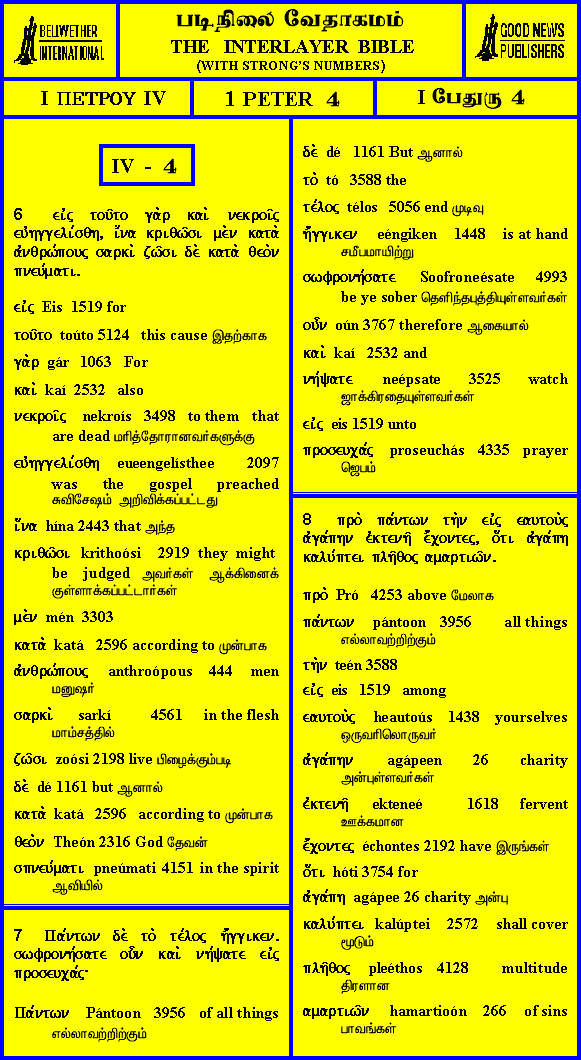 BELLWETHER
INTERNATIONAL
படிநிலை வேதாகமம்
THE INTERLAYER BIBLE
(WITH STRONG'S NUMBERS)
GOOD NEWS
PUBLISHERS
I ΠΕΤΡΟΥ IV
1 PETER 4
I பேதுரு 4
IV - 4
6 εἰς τοῦτο γὰρ καὶ νεκροῖς
εὐηγγελίσθη, ἵνα κριθῶσι μὲν κατὰ
ἀνθρώπους σαρκὶ ζῶσι δὲ κατὰ θεὸν
πνεύματι.
εἰς Eis 1519 for
τοῦτο toúto 5124 this cause இதற்காக
γὰρ gár 1063 For
καὶ kaí 2532 also
νεκροῖς nekroís 3498 to them that
are dead மரித்தோரானவர்களுக்கு
εὐηγγελίσθη eueengelísthee 2097
was the gospel preached
சுவிசேஷம் அறிவிக்கப்பட்டது
ἵνα hína 2443 that அந்த
κριθῶσι krithoósi 2919 they might
be judged அவர்கள் ஆக்கினைக்
குள்ளாக்கப்பட்டார்கள்
μὲν mén 3303
κατὰ katá 2596 according to முன்பாக
ἀνθρώπους anthroópous 444 men
மனுஷர்
σαρκὶ sarkí 4561 in the flesh
மாம்சத்தில்
ζῶσι zoósi 2198 live பிழைக்கும்படி
δὲ dé 1161 but ஆனால்
κατὰ katá 2596 according to முன்பாக
θεὸν Theón 2316 God தேவன்
σπνεύματι pneúmati 4151 in the spirit
ஆவியில்
7 Πάντων δὲ τὸ τέλος ἤγγικεν.
σωφρονήσατε οὖν καὶ νήψατε εἰς
προσευχάς·
Πάντων Pántoon 3956 of all things
எல்லாவற்றிற்கும்
δὲ dé 1161 But ஆனால்
τὸ tó 3588 the
τέλος télos 5056 end முடிவு
ἤγγικεν eéngiken 1448 is at hand
சமீபமாயிற்று
σωφρονήσατε Soofroneésate 4993
be ye sober தெளிந்தபுத்தியுள்ளவர்கள்
οὖν oún 3767 therefore ஆகையால்
καὶ kaí 2532 and
νήψατε neépsate 3525 watch
ஜாக்கிரதையுள்ளவர்கள்
εἰς eis 1519 unto
προσευχάς proseuchás 4335 prayer
ஜெபம்
8 πρὸ πάντων τὴν εἰς εαυτοὺς
ἀγάπην ἐκτενῆ ἔχοντες, ὅτι ἀγάπη
καλύπτει πλῆθος αμαρτιῶν.
πρὸ Pró 4253 above மேலாக
πάντων pántoon 3956 all things
எல்லாவற்றிற்கும்
τὴν teén 3588
εἰς eis 1519 among
εαυτοὺς heautoús 1438 yourselves
ஒருவரிலொருவர்
ἀγάπην agápeen 26 charity
அன்புள்ளவர்கள்
ἐκτενῆ ekteneé 1618 fervent
ஊக்கமான
ἔχοντες échontes 2192 have இருங்கள்
ὅτι hóti 3754 for
ἀγάπη agápee 26 charity அன்பு
καλύπτει kalúptei 2572 shall cover
மூடும்
πλῆθος pleéthos 4128 multitude
திரளான
αμαρτιῶν hamartioón 266 of sins
பாவங்கள்